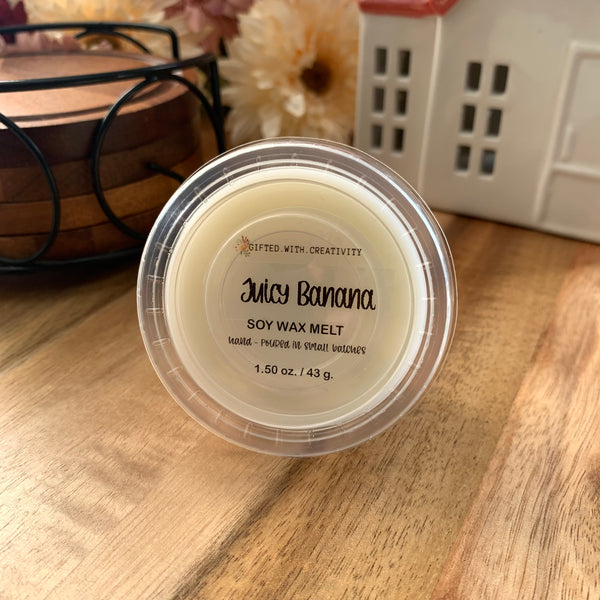 GIFTED.WITH.CREATIVITY
Juicy Banana
SOY WAX MELT
Hand - Poured in small batches
1.50 oz. / 43 g.